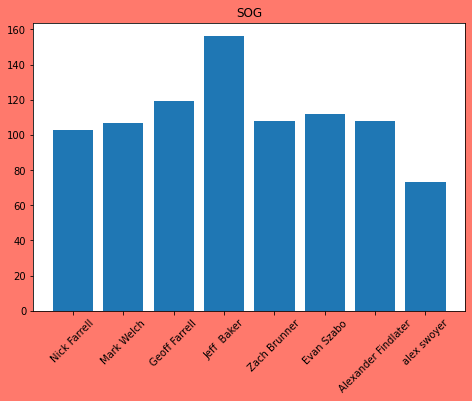 SOG
160
140
120
100
80
60
40
20
0
Nick Farrell
Mark Welch
Geoff Farrell
Jeff  Baker
Zach Brunner
Evan Szabo
Alexander Findlater
alex swoyer